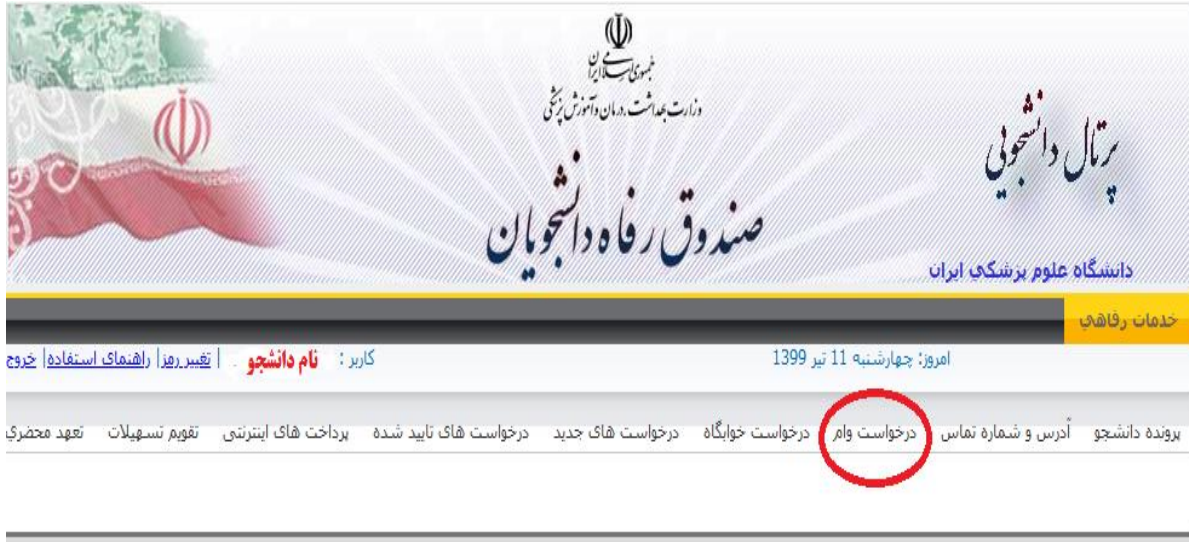 جمهوری اسلامی ایران
وزارت بهداشت، درمان و آموزش پزشکی
پرتال دانشجویی
صندوق رفاه دانشجویان
دانشگاه علوم پزشکی ایران
خدمات رفاهي
امروز: چهارشنبه 11 تیر 1399 کاربر : نام دانشجو . | تغییر رمز | راهنمای استفاده | خروج
پرونده دانشجو آدرس و شماره تماس درخواست وام درخواست خوابگاه درخواست های جدید درخواست های تایید شده پرداخت های اینترنتی تقویم تسهیلات تعهد محضری